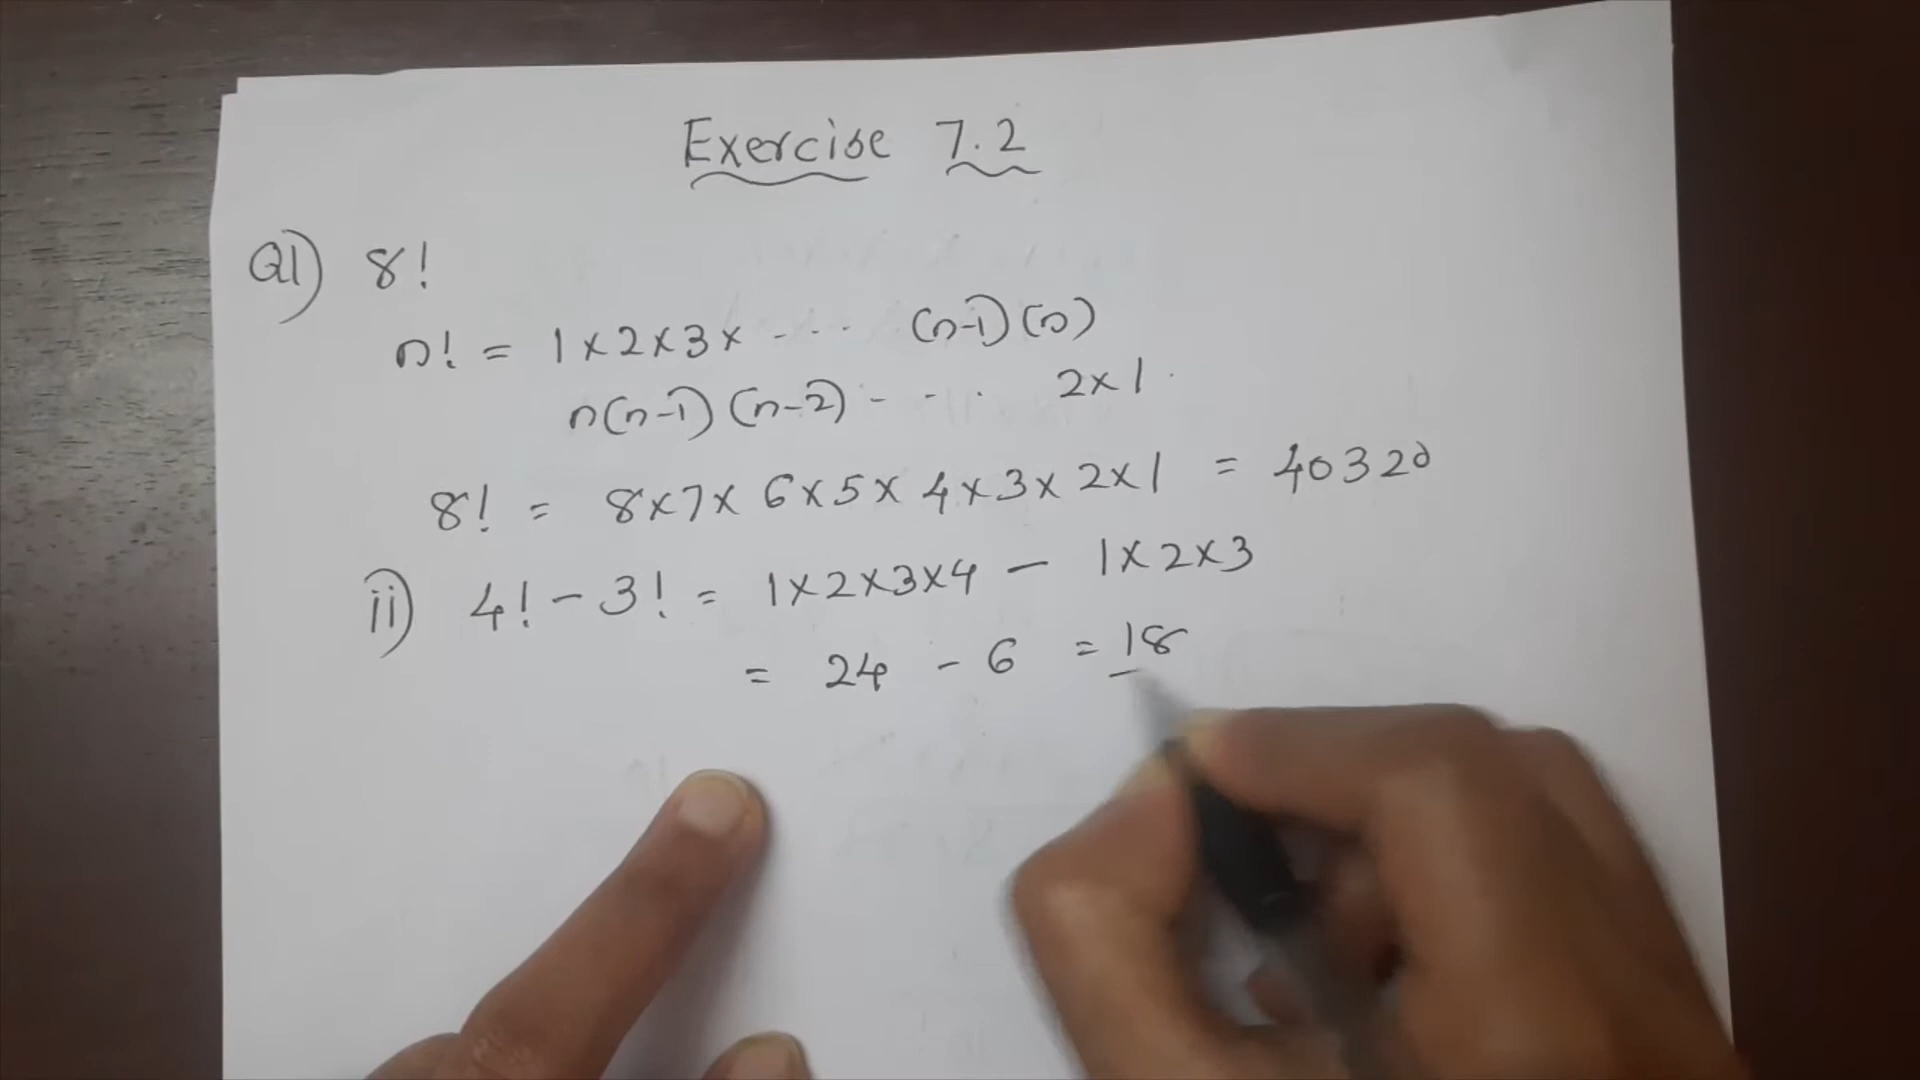 Exercise 7.2
Q1) 8!
n! = 1×2×3× - - ·· (n-1)(n)
n(n-1)(n-2) - - · 2×1.
8! = 8×7×6×5×4×3×2×1 = 40320
ii) 4! - 3! = 1×2×3×4 - 1×2×3
= 24 - 6 = 18